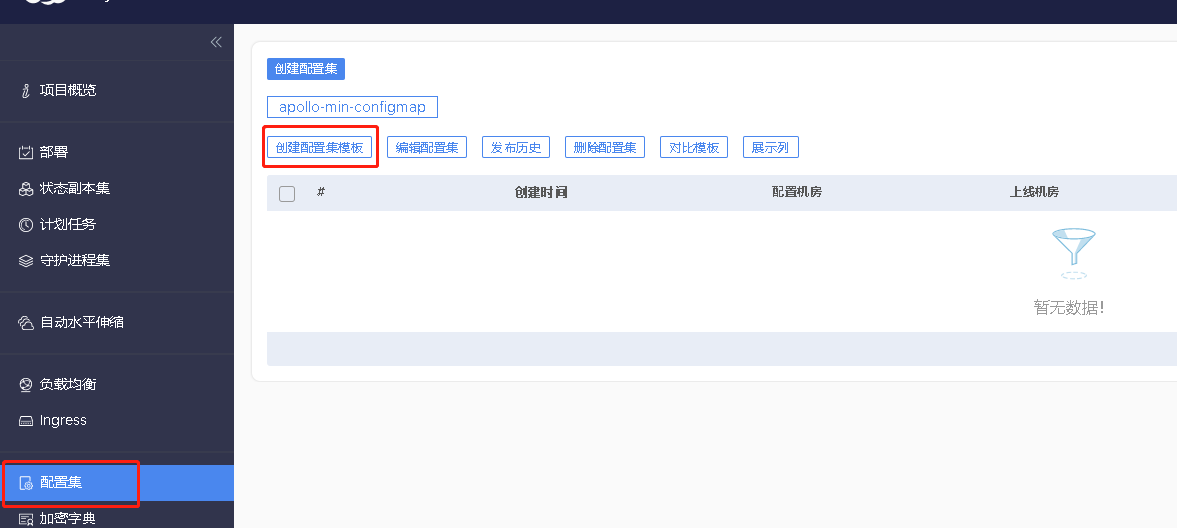 项目概览
部署
状态副本集
计划任务
守护进程集
自动水平伸缩
负载均衡
Ingress
配置集
加密字典
创建配置集
apollo-min-configmap
创建配置集模板 编辑配置集 发布历史 删除配置集 对比模板 展示列
# 创建时间 配置机房 上线机房
暂无数据!